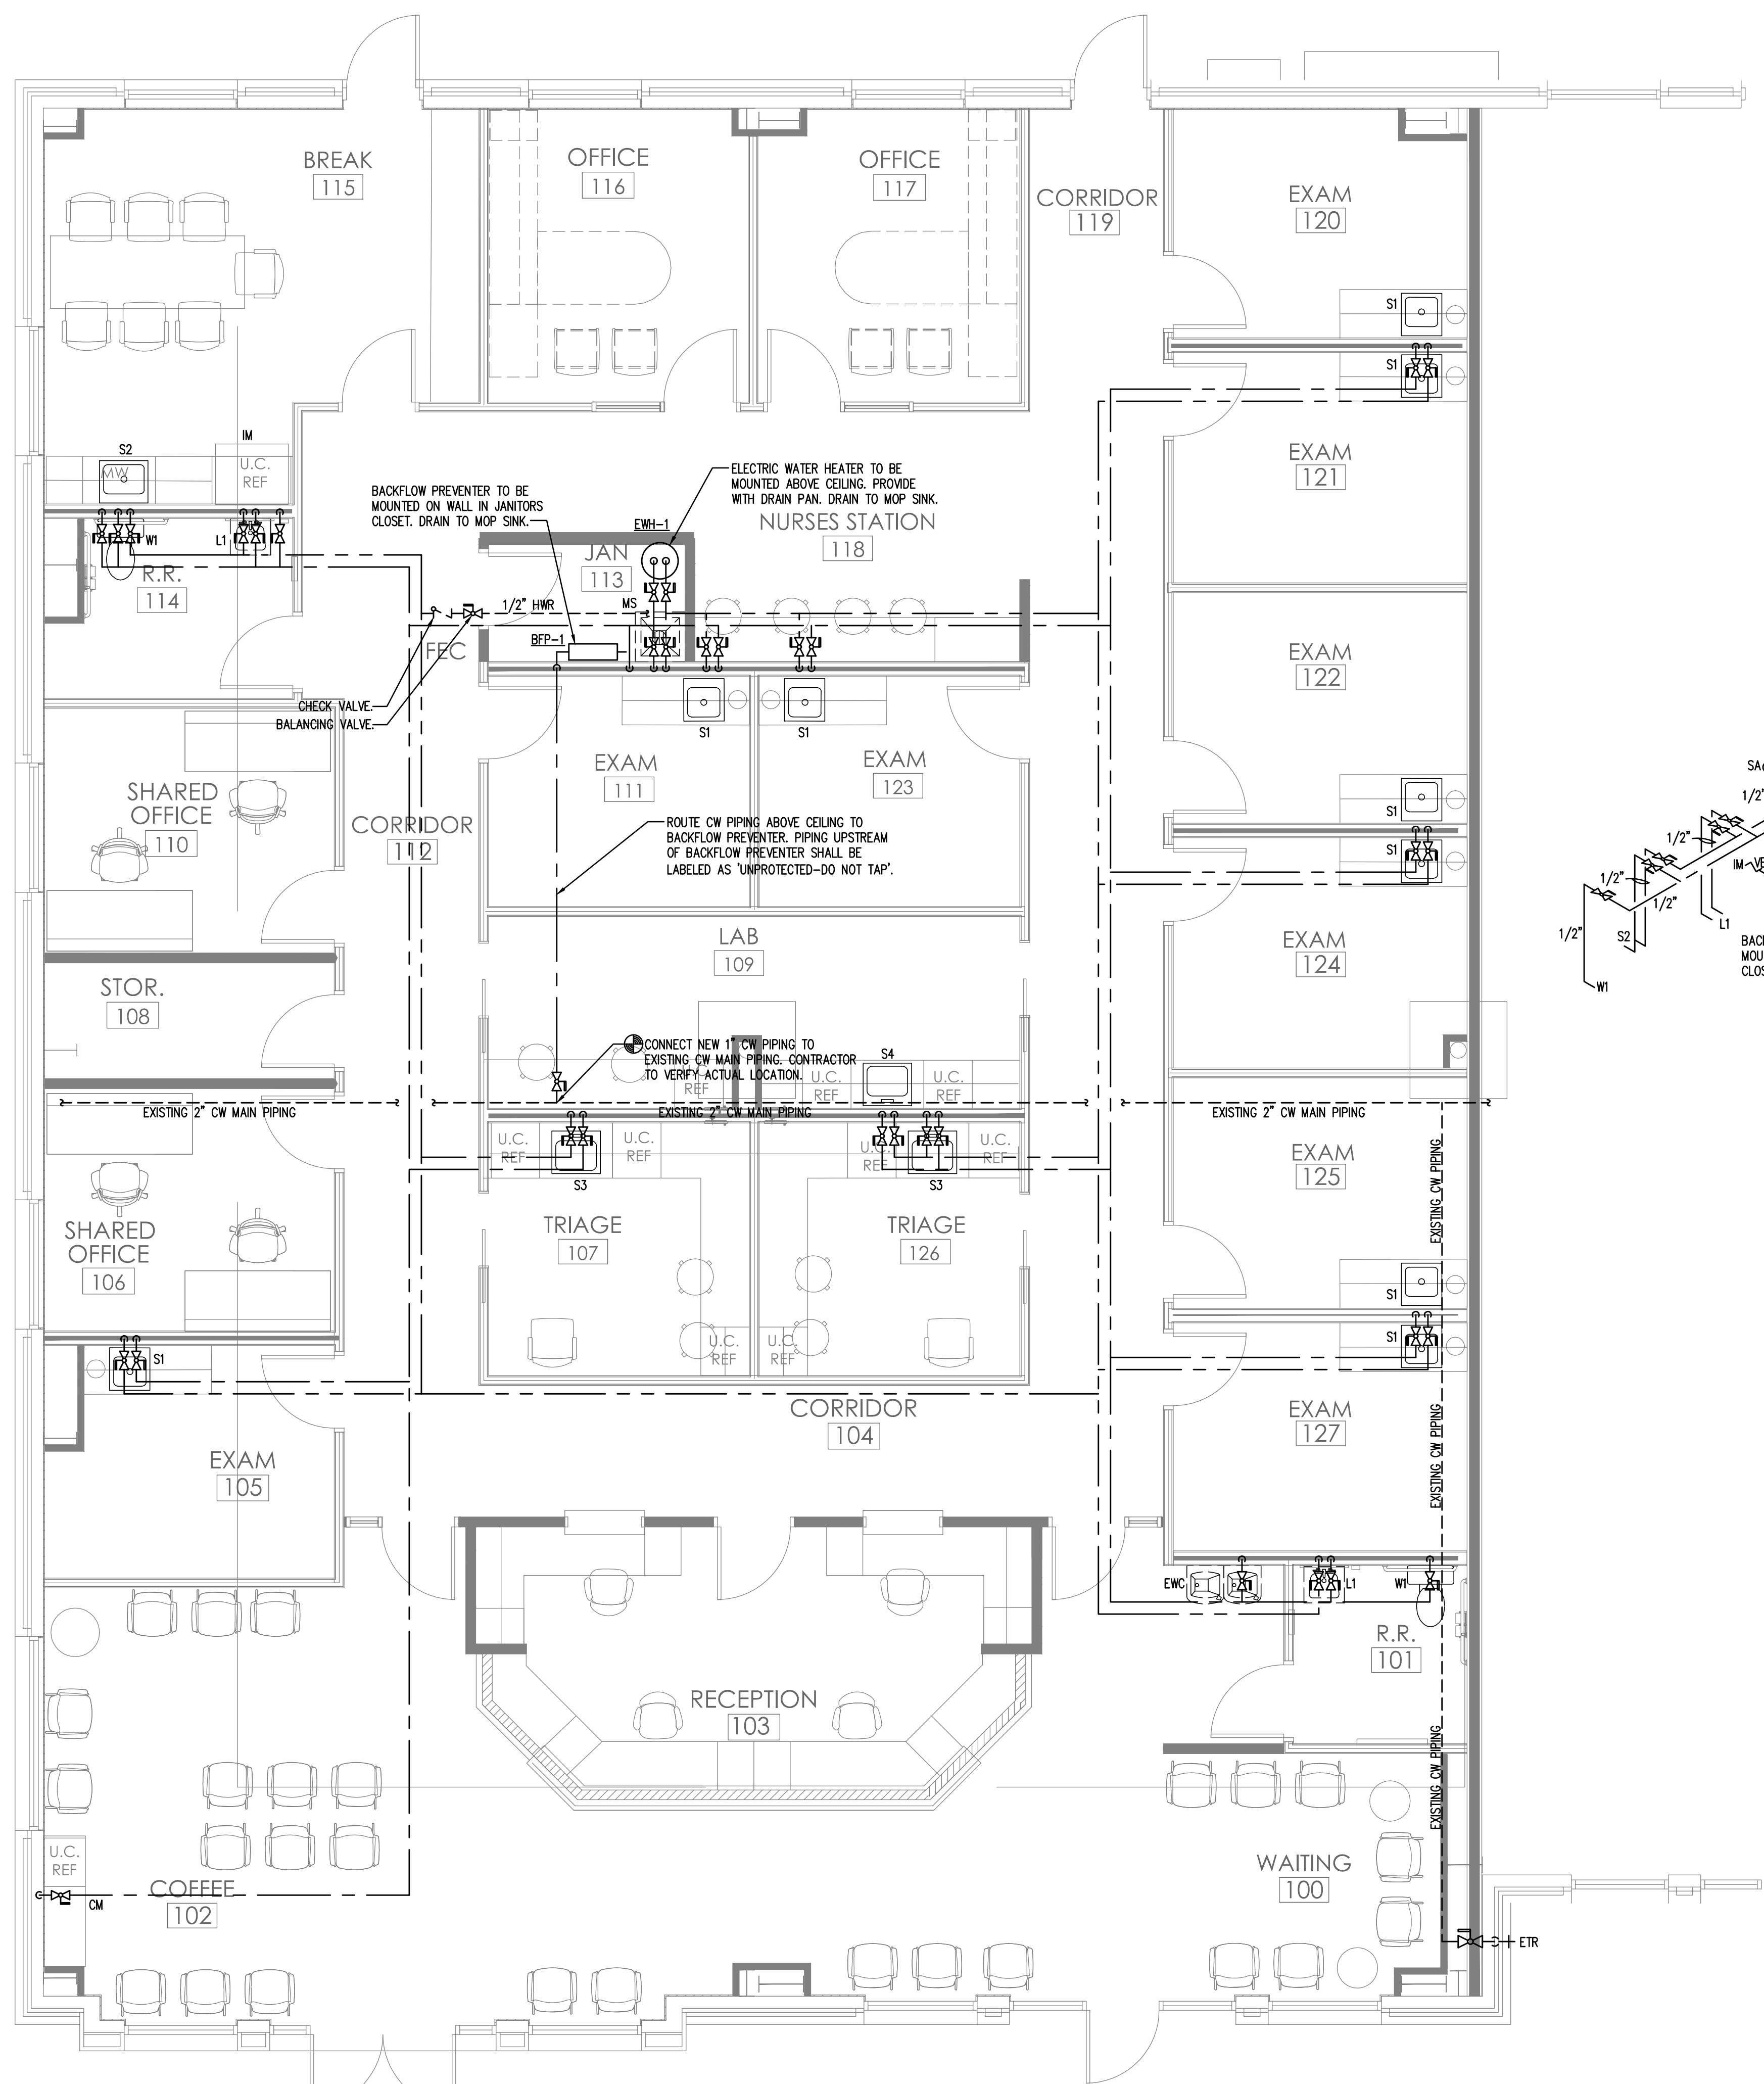 BREAK
115
OFFICE
116
OFFICE
117
CORRIDOR
119
EXAM
120
S1
S1
EXAM
121
S2
MW
IM
U.C.
REF
BACKFLOW PREVENTER TO BE
MOUNTED ON WALL IN JANITORS
CLOSET. DRAIN TO MOP SINK.
ELECTRIC WATER HEATER TO BE
MOUNTED ABOVE CEILING. PROVIDE
WITH DRAIN PAN. DRAIN TO MOP SINK.
EWH-1
NURSES STATION
118
JAN
113
W1
L1
R.R.
114
1/2" HWR
MS
BFP-1
FEC
CHECK VALVE.
BALANCING VALVE.
EXAM
122
S1
S1
S1
S1
EXAM
111
EXAM
123
SHARED
OFFICE
110
CORRIDOR
112
ROUTE CW PIPING ABOVE CEILING TO
BACKFLOW PREVENTER. PIPING UPSTREAM
OF BACKFLOW PREVENTER SHALL BE
LABELED AS 'UNPROTECTED-DO NOT TAP'.
SA
1/2"
1/2"
IM
VE
1/2"
1/2"
1/2"
S2
L1
BACK
MOU
CLOS
W1
LAB
109
EXAM
124
STOR.
108
CONNECT NEW 1" CW PIPING TO
EXISTING CW MAIN PIPING. CONTRACTOR
TO VERIFY ACTUAL LOCATION.
S4
U.C.
REF
U.C.
REF
U.C.
REF
EXISTING 2" CW MAIN PIPING
EXISTING 2" CW MAIN PIPING
EXISTING 2" CW MAIN PIPING
U.C.
REF
U.C.
REF
U.C.
REF
U.C.
REF
S3
S3
EXAM
125
EXISTING CW PIPING
SHARED
OFFICE
106
TRIAGE
107
TRIAGE
126
S1
S1
S1
U.C.
REF
U.C.
REF
CORRIDOR
104
EXAM
127
EXISTING CW PIPING
EXAM
105
EWC
L1
W1
R.R.
101
RECEPTION
103
EXISTING CW PIPING
U.C.
REF
COFFEE
102
CM
WAITING
100
ETR